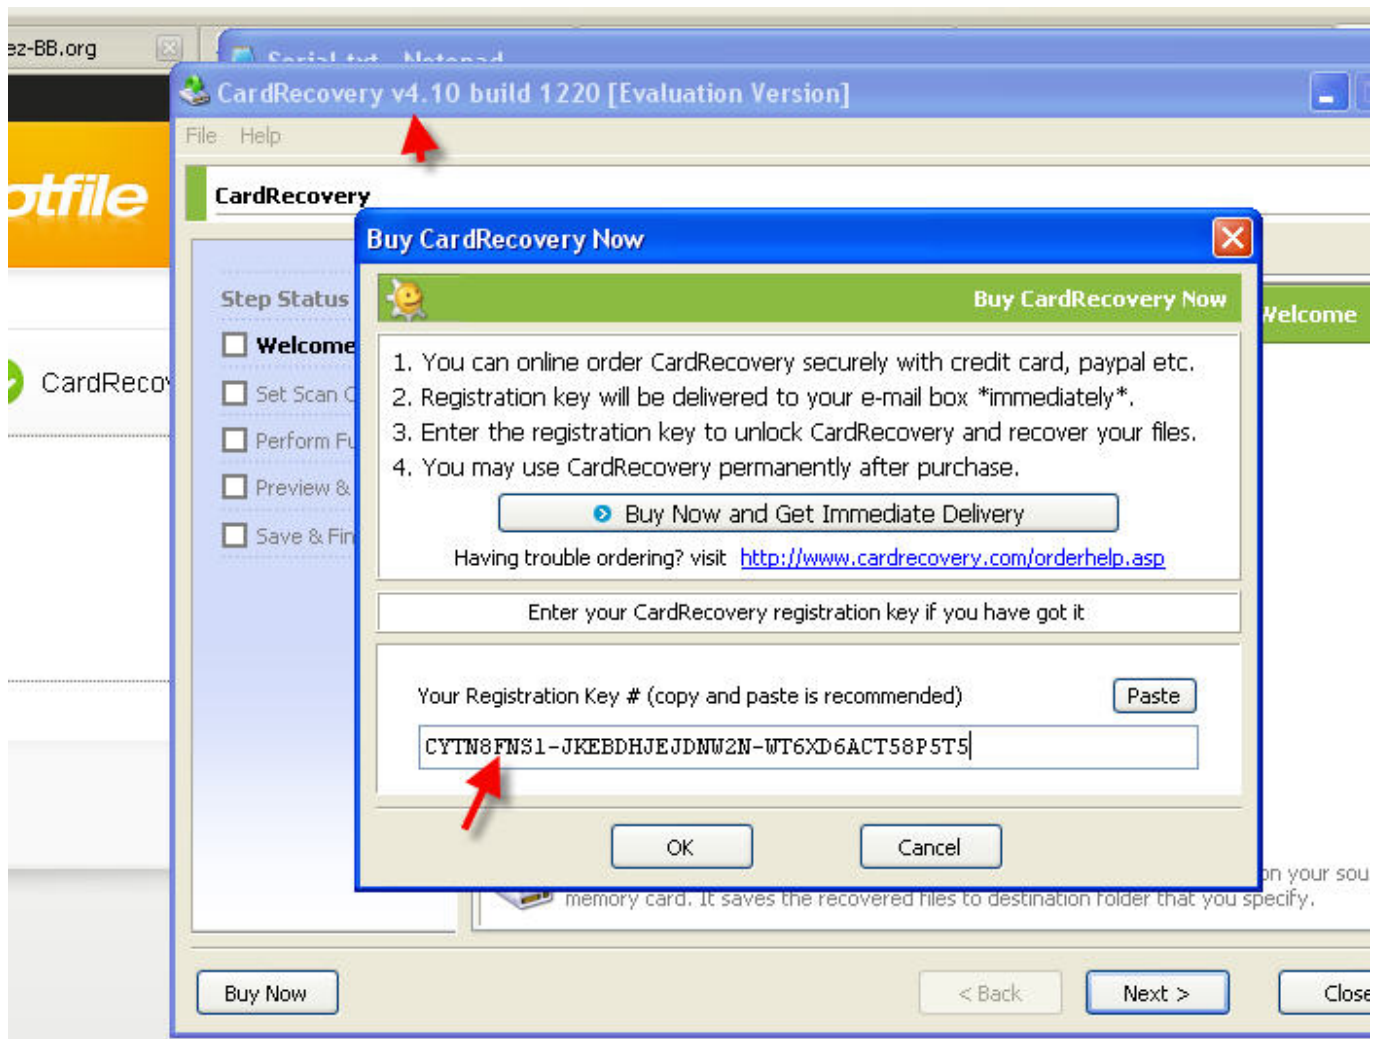 ez-BB.org
Serial.txt - Notepad
CardRecovery v4.10 build 1220 [Evaluation Version]
File Help
otfile
CardRecovery
Buy CardRecovery Now
Buy CardRecovery Now
Step Status
Welcome
Welcome
1. You can online order CardRecovery securely with credit card, paypal etc.
CardRecov
Set Scan
2. Registration key will be delivered to your e-mail box *immediately*.
Perform Fu
3. Enter the registration key to unlock CardRecovery and recover your files.
4. You may use CardRecovery permanently after purchase.
Preview &
Buy Now and Get Immediate Delivery
Save & Fin
Having trouble ordering? visit http://www.cardrecovery.com/orderhelp.asp
Enter your CardRecovery registration key if you have got it
Your Registration Key # (copy and paste is recommended)
Paste
CYTN8FNS1-JKEBDHJEJDNW2N-WT6XD6ACT58P5T5
OK Cancel
on your sou
memory card. It saves the recovered files to destination folder that you specify.
Buy Now
< Back Next > Close